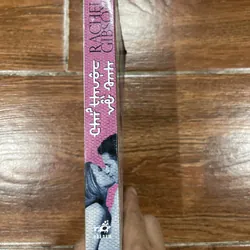 RACHEL
GIBSON
Chỉ thuộc
về anh